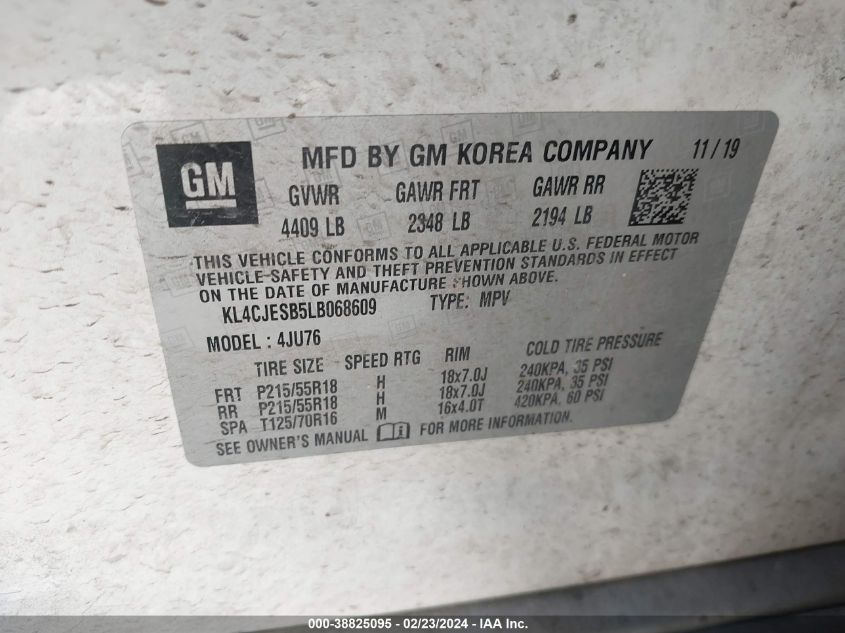 GM
MFD BY GM KOREA COMPANY 11/19
GVWR GAWR FRT GAWR RR
4409 LB 2348 LB 2194 LB
THIS VEHICLE CONFORMS TO ALL APPLICABLE U.S. FEDERAL MOTOR
VEHICLE-SAFETY AND THEFT PREVENTION STANDARDS IN EFFECT
ON THE DATE OF MANUFACTURE SHOWN ABOVE.
KL4CJESB5LB068609 TYPE: MPV
MODEL : 4JU76
TIRE SIZE SPEED RTG RIM COLD TIRE PRESSURE
FRT P215/55R18 H 18x7.0J 240KPA, 35 PSI
RR P215/55R18 H 18x7.0J 240KPA, 35 PSI
SPA T125/70R16 M 16x4.0T 420KPA, 60 PSI
SEE OWNER'S MANUAL FOR MORE INFORMATION.
000-38825095 - 02/23/2024 - IAA Inc.